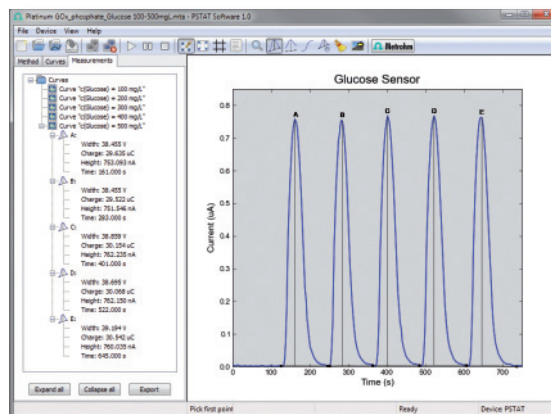 Platinum GOx_phosphate_Glucose 100-500mgL.mta - PSTAT Software 1.0
File Device View Help
Metrohm
Method Curves Measurements
Curves
Curve "c(Glucose) = 100 mg/L"
Curve "c(Glucose) = 200 mg/L"
Curve "c(Glucose) = 300 mg/L"
Curve "c(Glucose) = 400 mg/L"
Curve "c(Glucose) = 500 mg/L"
A:
Width: 38.455 V
Charge: 29.635 uC
Height: 753.093 nA
Time: 161.000 s
B:
Width: 38.455 V
Charge: 29.522 uC
Height: 751.546 nA
Time: 283.000 s
C:
Width: 38.859 V
Charge: 30.154 uC
Height: 762.235 nA
Time: 401.000 s
D:
Width: 38.695 V
Charge: 30.068 uC
Height: 762.150 nA
Time: 522.000 s
E:
Width: 39.194 V
Charge: 30.542 uC
Height: 760.035 nA
Time: 645.000 s
Expand all Collapse all Export
Glucose Sensor
Current (uA)
0.8
0.7
0.6
0.5
0.4
0.3
0.2
0.1
0.0
A B C D E
0 100 200 300 400 500 600 700
Time (s)
Pick first point Ready Device PSTAT